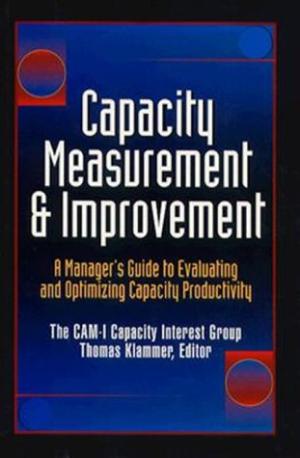 Capacity
Measurement
& Improvement
A Manager's Guide to Evaluating
and Optimizing Capacity Productivity
The CAM-I Capacity Interest Group
Thomas Klammer, Editor